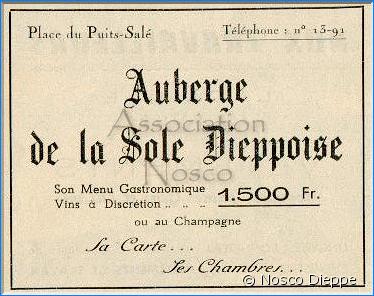 Place du Puits-Salé Téléphone : n° 13-91
Auberge
de la Sole Dieppoise
Association
Nosco
Son Menu Gastronomique
Vins à Discrétion .. .. .. 1.500 Fr.
ou au Champagne
Sa Carte...
Ses Chambres...
© Nosco Dieppe